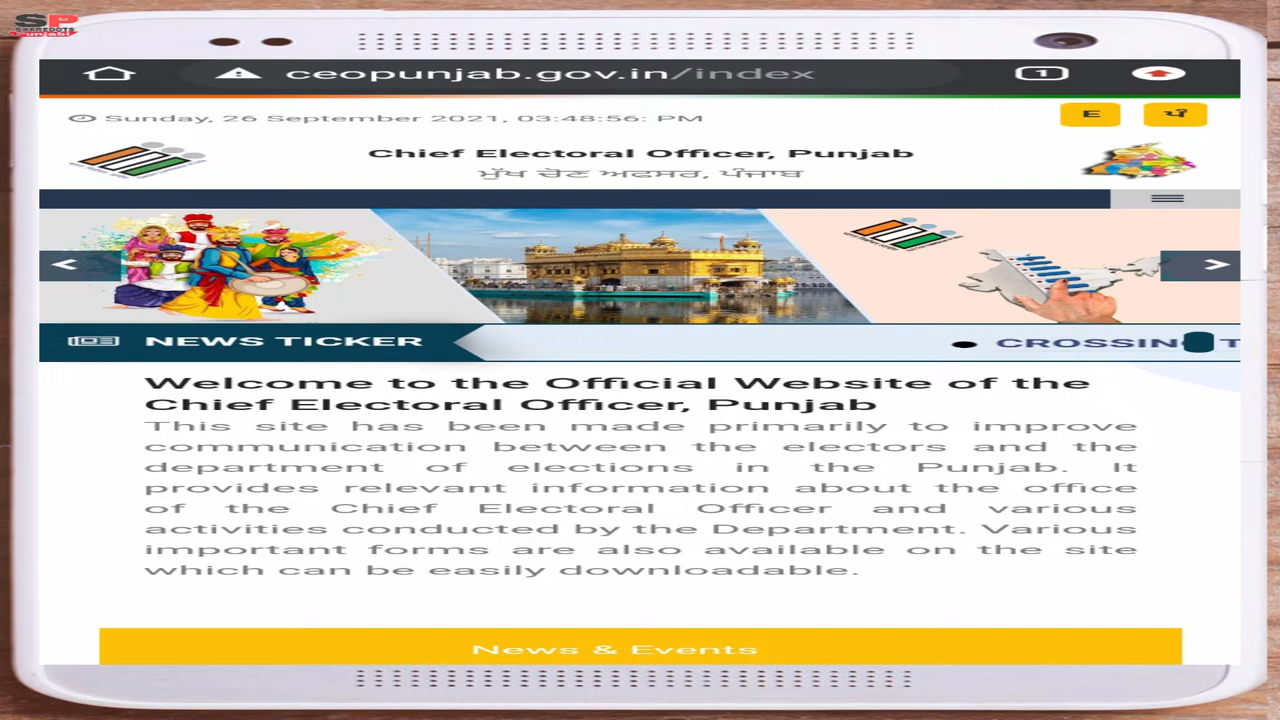 SP
Punjabi
ceopunjab.gov.in/index
1
Sunday, 26 September 2021, 03:48:56: PM
E
ਪੰ
Chief Electoral Officer, Punjab
ਮੁੱਖ ਚੋਣ ਅਫਸਰ, ਪੰਜਾਬ
NEWS TICKER
CROSSING T
Welcome to the Official Website of the
Chief Electoral Officer, Punjab
This site has been made primarily to improve
communication between the electors and the
department of elections in the Punjab. It
provides relevant information about the office
of the Chief Electoral Officer and various
activities conducted by the Department. Various
important forms are also available on the site
which can be easily downloadable.
News & Events